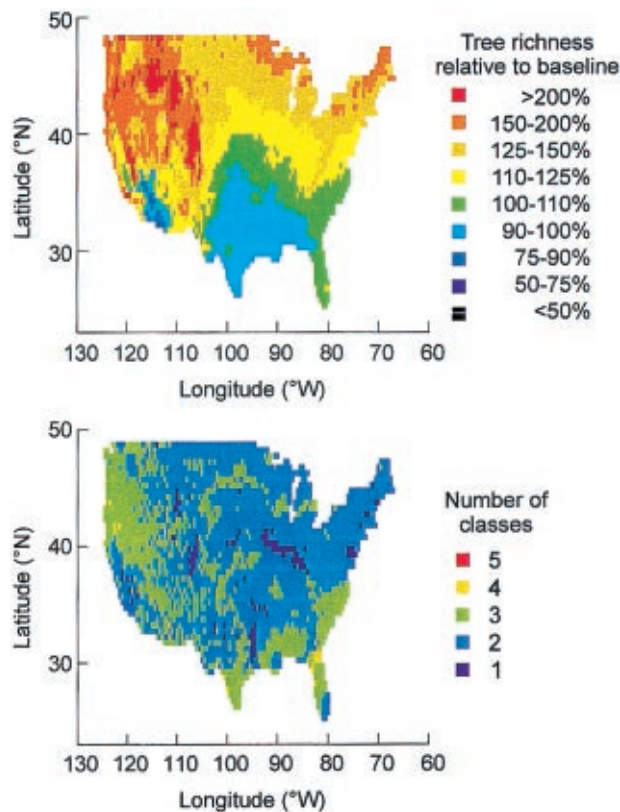 50
40
30
Latitude (°N)
130 120 110 100 90 80 70 60
Longitude (°W)
Tree richness
relative to baseline
>200%
150-200%
125-150%
110-125%
100-110%
90-100%
75-90%
50-75%
<50%
50
40
30
Latitude (°N)
130 120 110 100 90 80 70 60
Longitude (°W)
Number of
classes
5
4
3
2
1